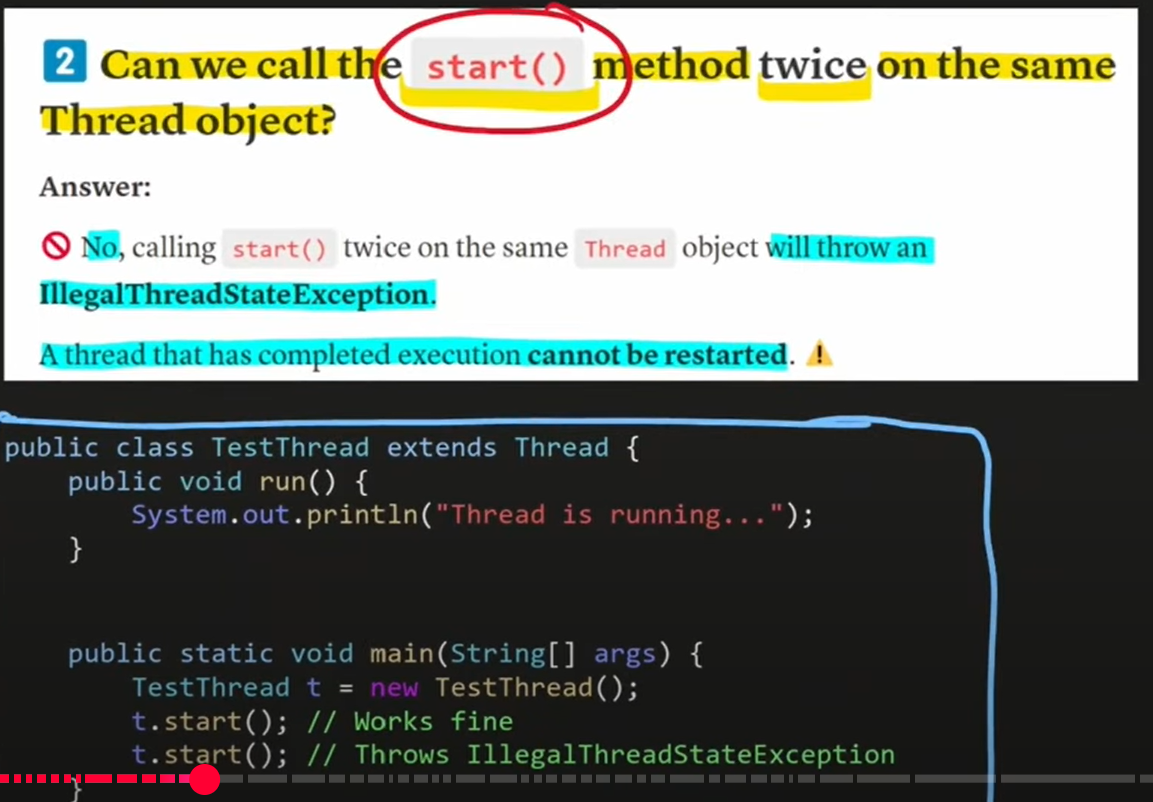 2 Can we call the start() method twice on the same
Thread object?
Answer:
🚫 No, calling start() twice on the same Thread object will throw an
IllegalThreadStateException.
A thread that has completed execution cannot be restarted. ⚠️
public class TestThread extends Thread {
    public void run() {
        System.out.println("Thread is running...");
    }
    public static void main(String[] args) {
        TestThread t = new TestThread();
        t.start(); // Works fine
        t.start(); // Throws IllegalThreadStateException
    }